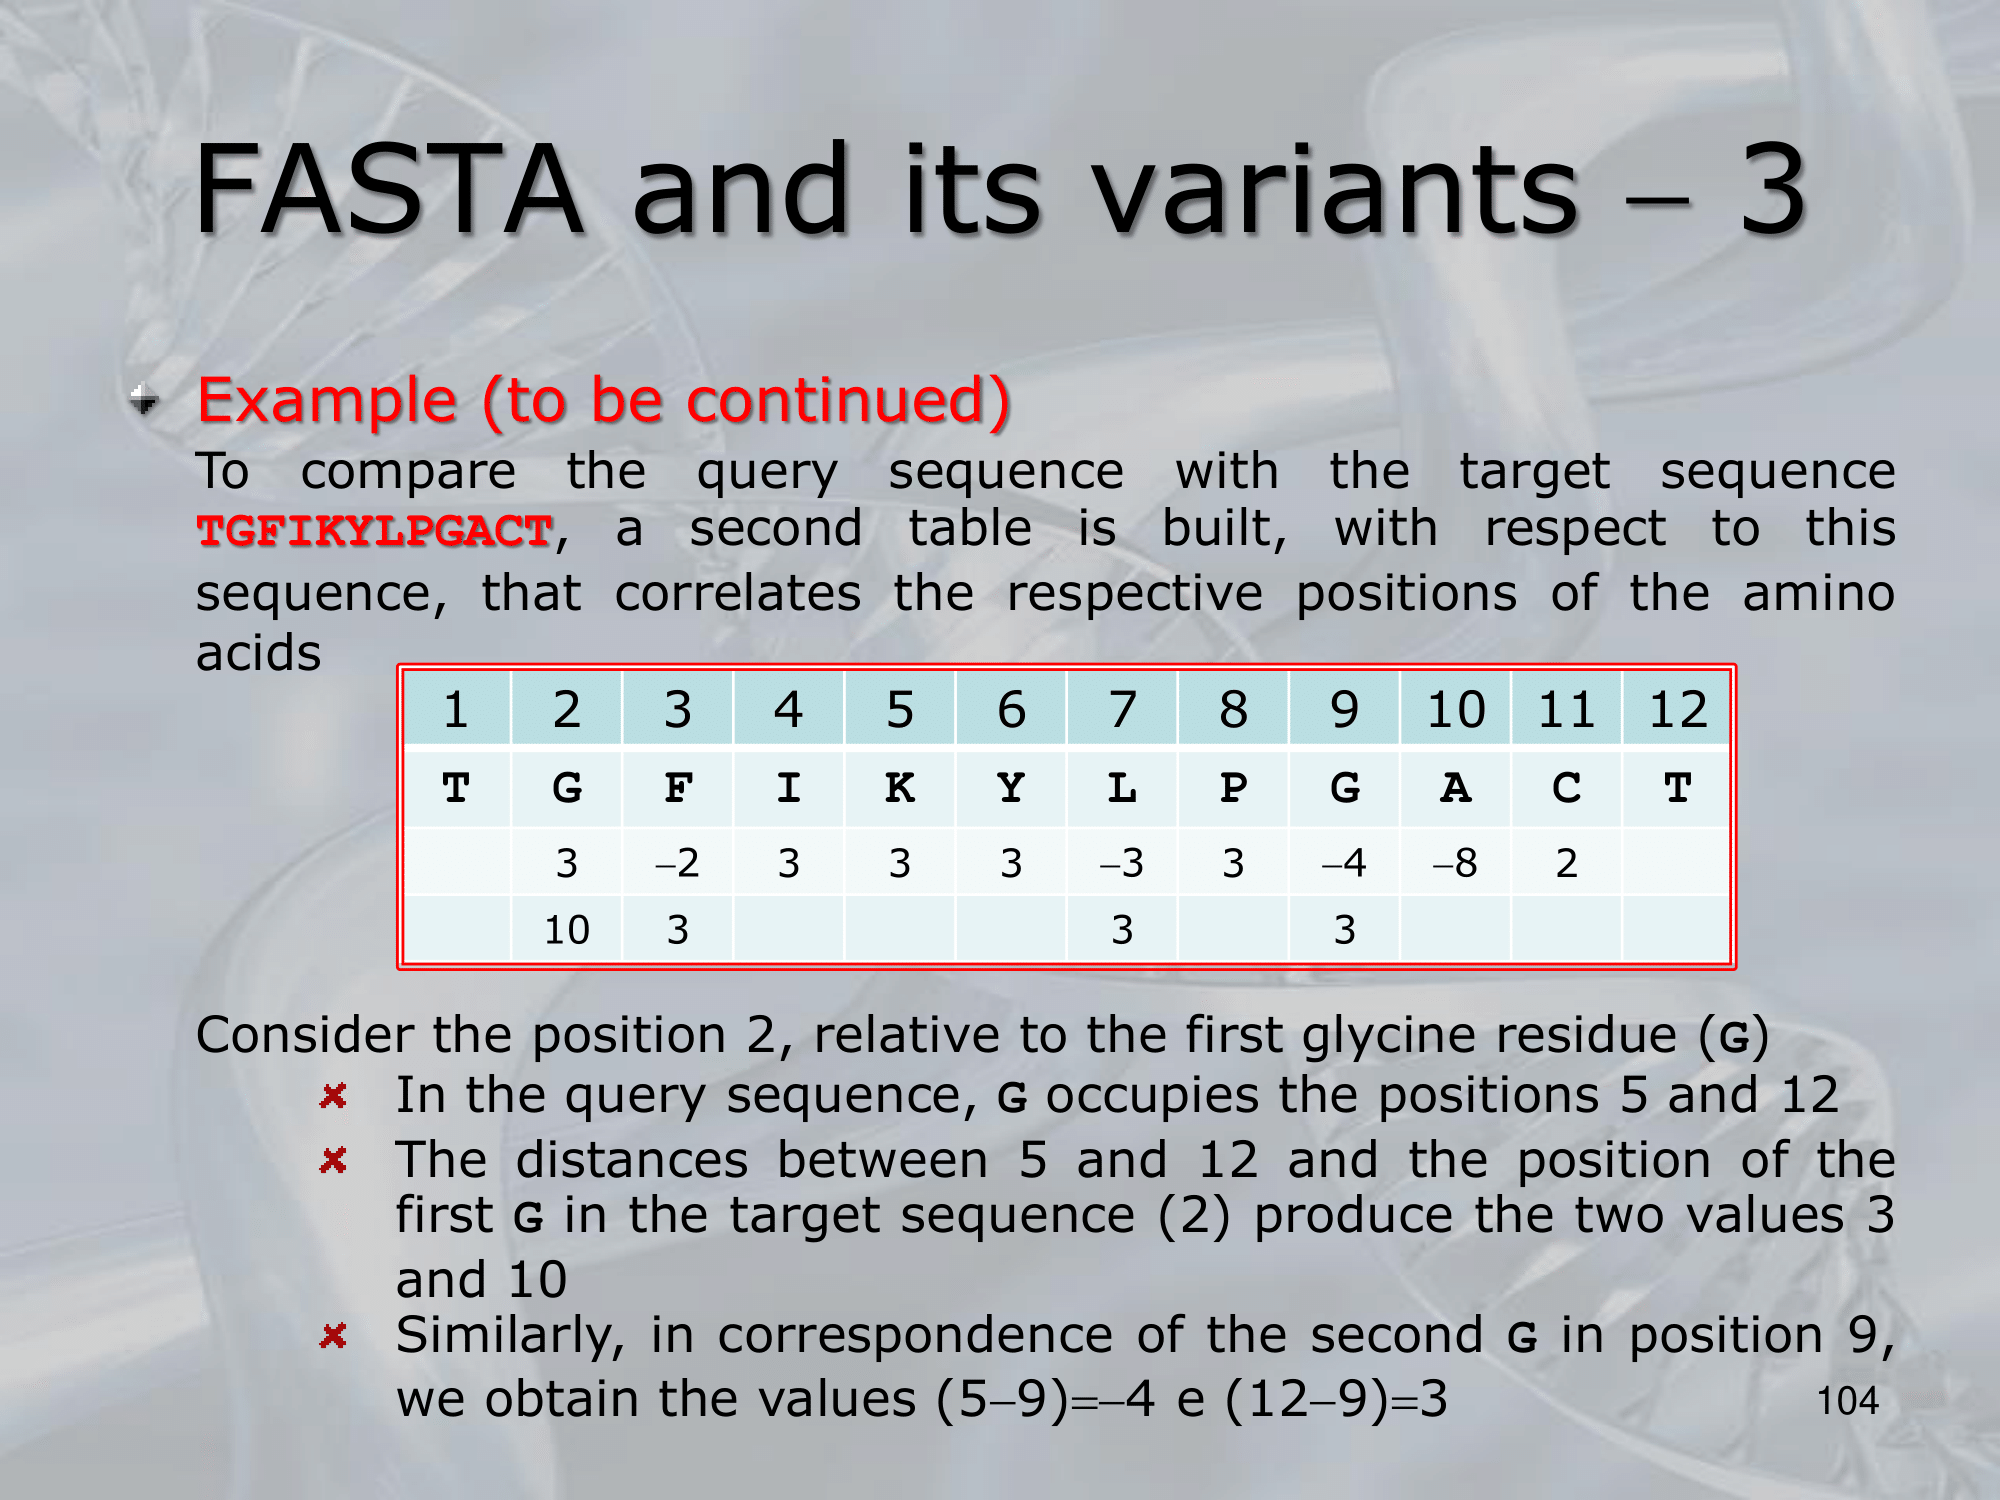 FASTA and its variants – 3
Example (to be continued)
To compare the query sequence with the target sequence
TGFIKYLPGACT, a second table is built, with respect to this
sequence, that correlates the respective positions of the amino
acids
1 2 3 4 5 6 7 8 9 10 11 12
T G F I K Y L P G A C T
3 –2 3 3 3 –3 3 –4 –8 2
10 3 3 3
Consider the position 2, relative to the first glycine residue (G)
In the query sequence, G occupies the positions 5 and 12
The distances between 5 and 12 and the position of the
first G in the target sequence (2) produce the two values 3
and 10
Similarly, in correspondence of the second G in position 9,
we obtain the values (5–9)=–4 e (12–9)=3
104